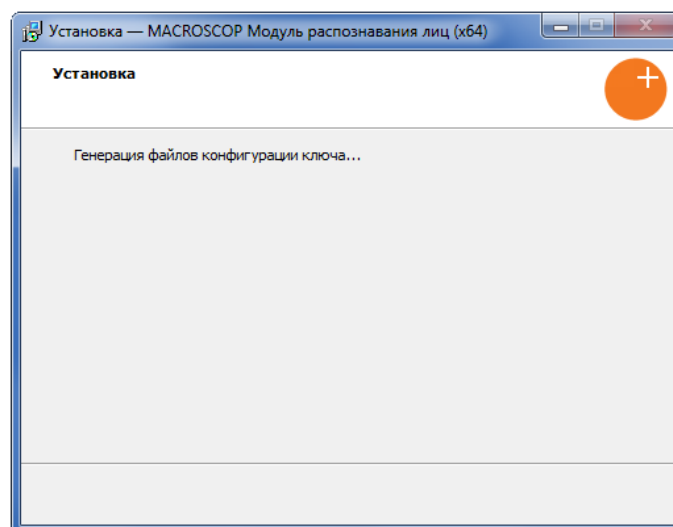 Установка — MACROSCOP Модуль распознавания лиц (x64)
Установка
Генерация файлов конфигурации ключа...